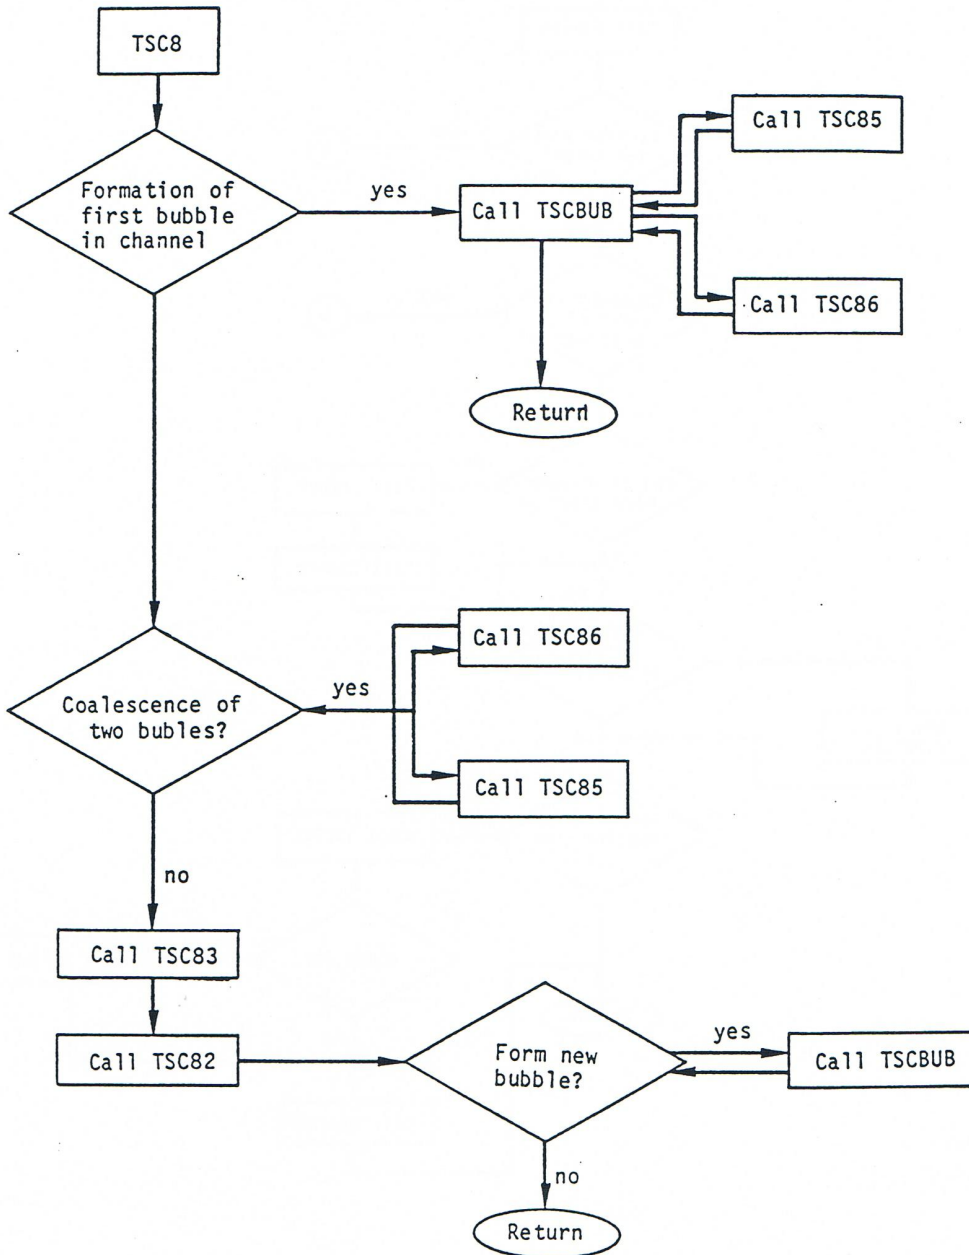 TSC8
Formation of
first bubble
in channel
yes
Call TSCBUB
Call TSC85
Call TSC86
Return
Coalescence of
two bubles?
yes
Call TSC86
Call TSC85
no
Call TSC83
Call TSC82
Form new
bubble?
yes
Call TSCBUB
no
Return